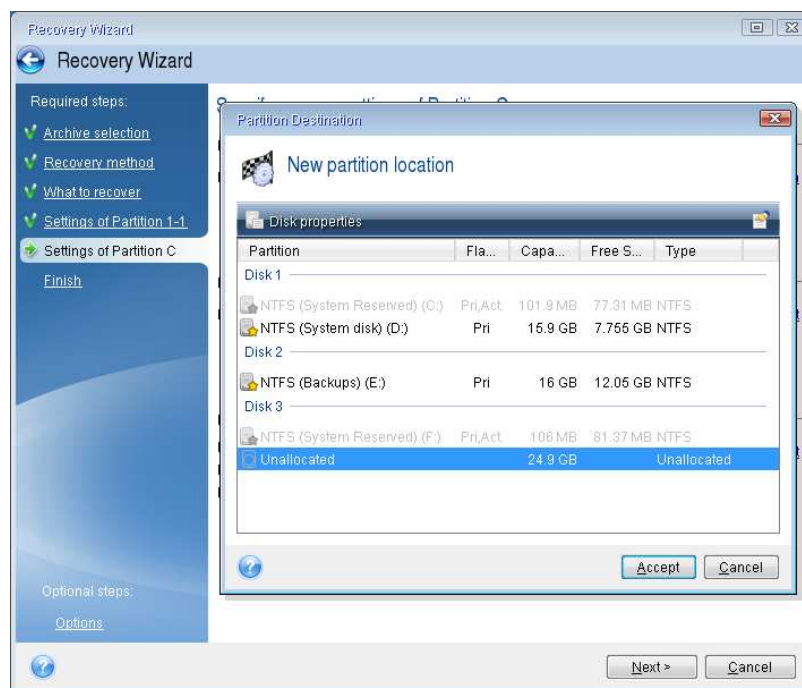 Recovery Wizard
Recovery Wizard
Required steps:
Archive selection
Recovery method
What to recover
Settings of Partition 1-1
Settings of Partition C
Finish
Optional steps:
Options
Partition Destination
New partition location
Disk properties
Partition Fla... Capa... Free S... Type
Disk 1
NTFS (System Reserved) (C:) Pri,Act 101.9 MB 77.31 MB NTFS
NTFS (System disk) (D:) Pri 15.9 GB 7.755 GB NTFS
Disk 2
NTFS (Backups) (E:) Pri 16 GB 12.05 GB NTFS
Disk 3
NTFS (System Reserved) (F:) Pri,Act 106 MB 81.37 MB NTFS
Unallocated 24.9 GB Unallocated
Accept Cancel
Next > Cancel